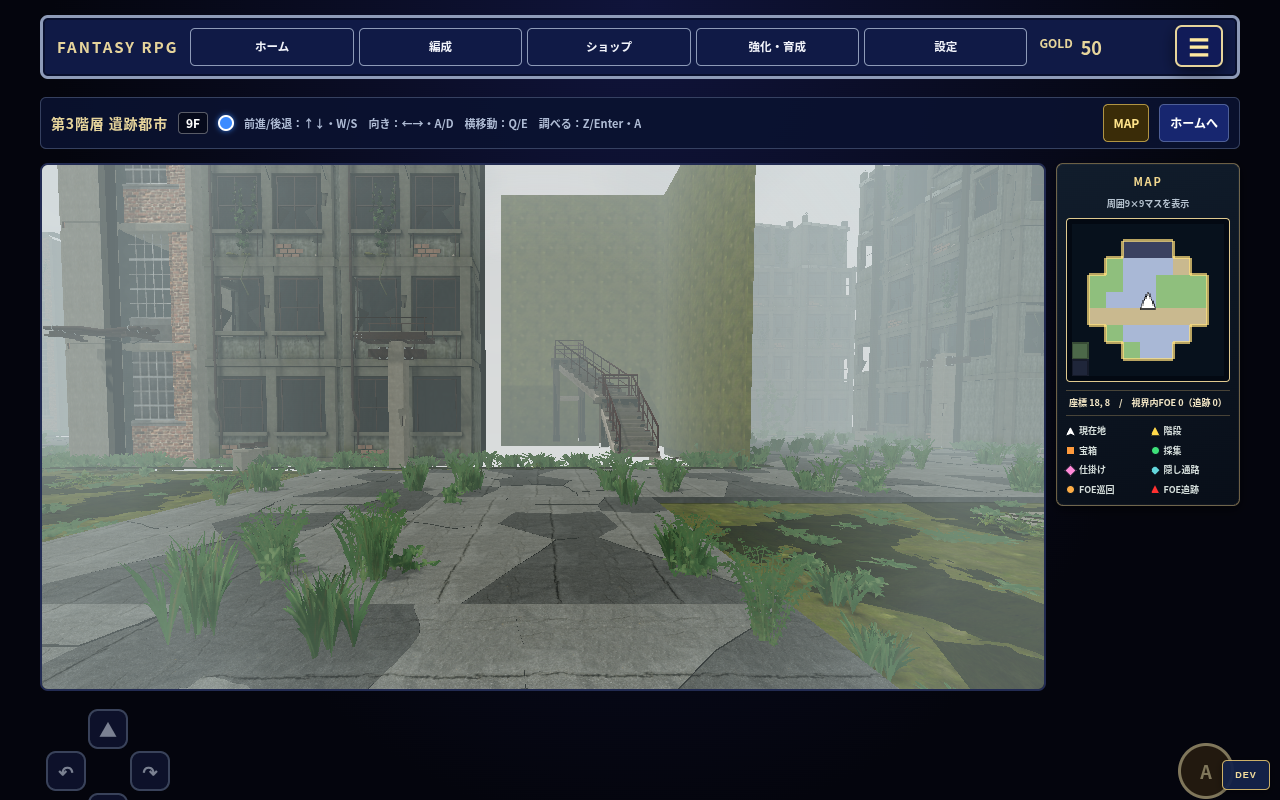 FANTASY RPG
ホーム
編成
ショップ
強化・育成
設定
GOLD 50
第3階層 遺跡都市
9F
前進/後退：↑↓・W/S 向き：←→・A/D 横移動：Q/E 調べる：Z/Enter・A
MAP
ホームへ
MAP
周囲9×9マスを表示
座標 18, 8 / 視界内FOE 0（追跡 0）
現在地
階段
宝箱
採集
仕掛け
隠し通路
FOE巡回
FOE追跡
A
DEV